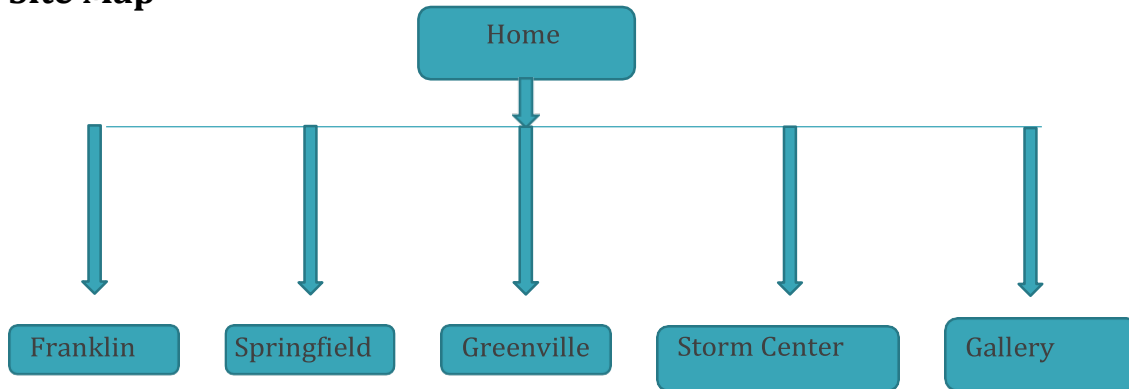 Site Map
Home
Franklin
Springfield
Greenville
Storm Center
Gallery